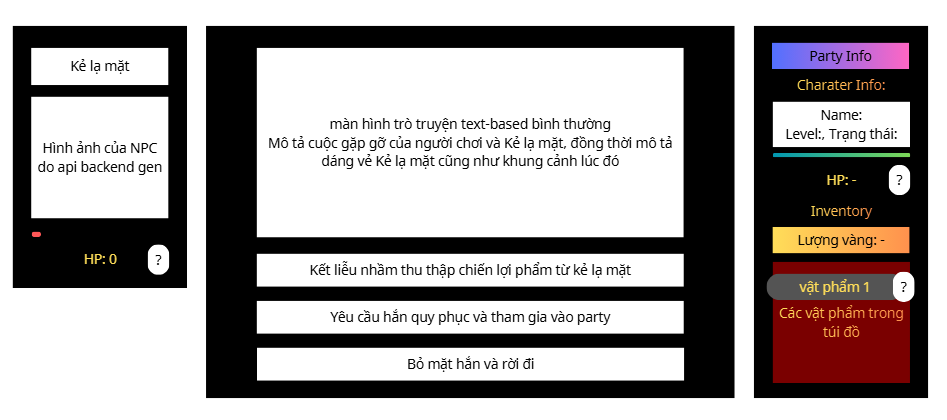 Kẻ lạ mặt
Hình ảnh của NPC
do api backend gen
HP: 0
?
màn hình trò truyện text-based bình thường
Mô tả cuộc gặp gỡ của người chơi và Kẻ lạ mặt, đồng thời mô tả
dáng vẻ Kẻ lạ mặt cũng như khung cảnh lúc đó
Kết liễu nhằm thu thập chiến lợi phẩm từ kẻ lạ mặt
Yêu cầu hắn quy phục và tham gia vào party
Bỏ mặt hắn và rời đi
Party Info
Charater Info:
Name:
Level:, Trạng thái:
HP: -
?
Inventory
Lượng vàng: -
vật phẩm 1
?
Các vật phẩm trong
túi đồ